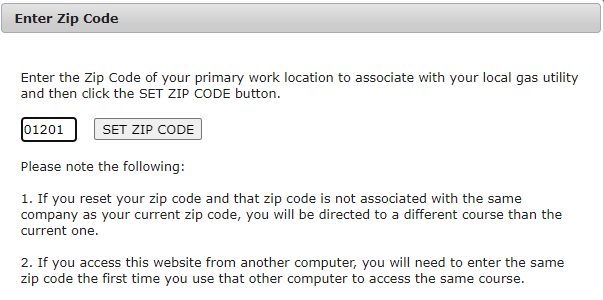 Enter Zip Code
Enter the Zip Code of your primary work location to associate with your local gas utility
and then click the SET ZIP CODE button.
01201 SET ZIP CODE
Please note the following:
1. If you reset your zip code and that zip code is not associated with the same
company as your current zip code, you will be directed to a different course than the
current one.
2. If you access this website from another computer, you will need to enter the same
zip code the first time you use that other computer to access the same course.